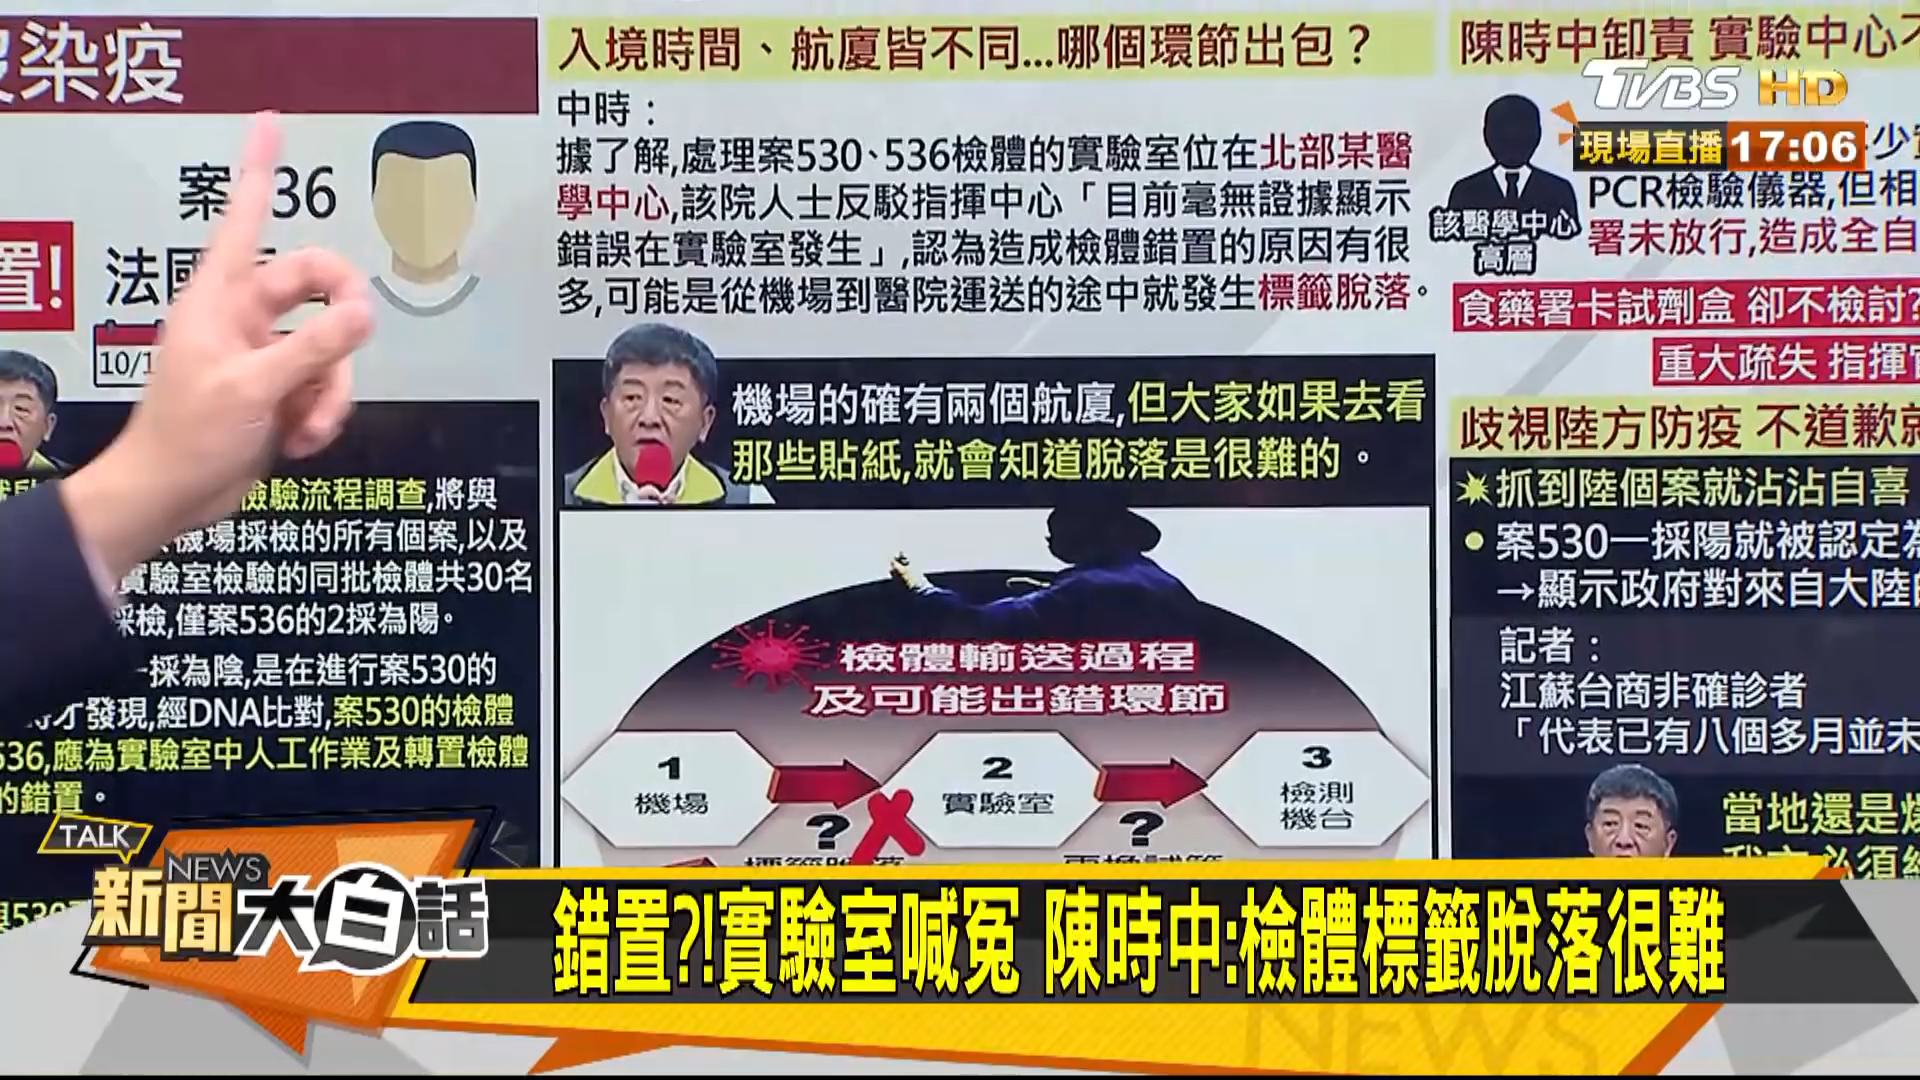 染疫
案 36
法國
置!
10/1
檢驗流程調查,將與
機場採檢的所有個案,以及
實驗室檢驗的同批檢體共30名
採檢,僅案536的2採為陽。
一採為陰,是在進行案530的
時才發現,經DNA比對,案530的檢體
536,應為實驗室中人工作業及轉置檢體
的錯置。
入境時間、航廈皆不同...哪個環節出包?
中時:
據了解,處理案530、536檢體的實驗室位在北部某醫
學中心,該院人士反駁指揮中心「目前毫無證據顯示
錯誤在實驗室發生」,認為造成檢體錯置的原因有很
多,可能是從機場到醫院運送的途中就發生標籤脫落。
機場的確有兩個航廈,但大家如果去看
那些貼紙,就會知道脫落是很難的。
檢體輸送過程
及可能出錯環節
1
機場
2
實驗室
3
檢測
機台
?
?
標籤脫落
陳時中卸責 實驗中心不
TVBS HD
現場直播 17:06
少
PCR檢驗儀器,但相
署未放行,造成全自
該醫學中心
高層
食藥署卡試劑盒 卻不檢討?
重大疏失 指揮官
歧視陸方防疫 不道歉就
抓到陸個案就沾沾自喜
案530一採陽就被認定為
→顯示政府對來自大陸的
記者:
江蘇台商非確診者
「代表已有八個多月並未
當地還是爆
TALK
NEWS
新聞大白話
錯置?!實驗室喊冤 陳時中:檢體標籤脫落很難
NEWS